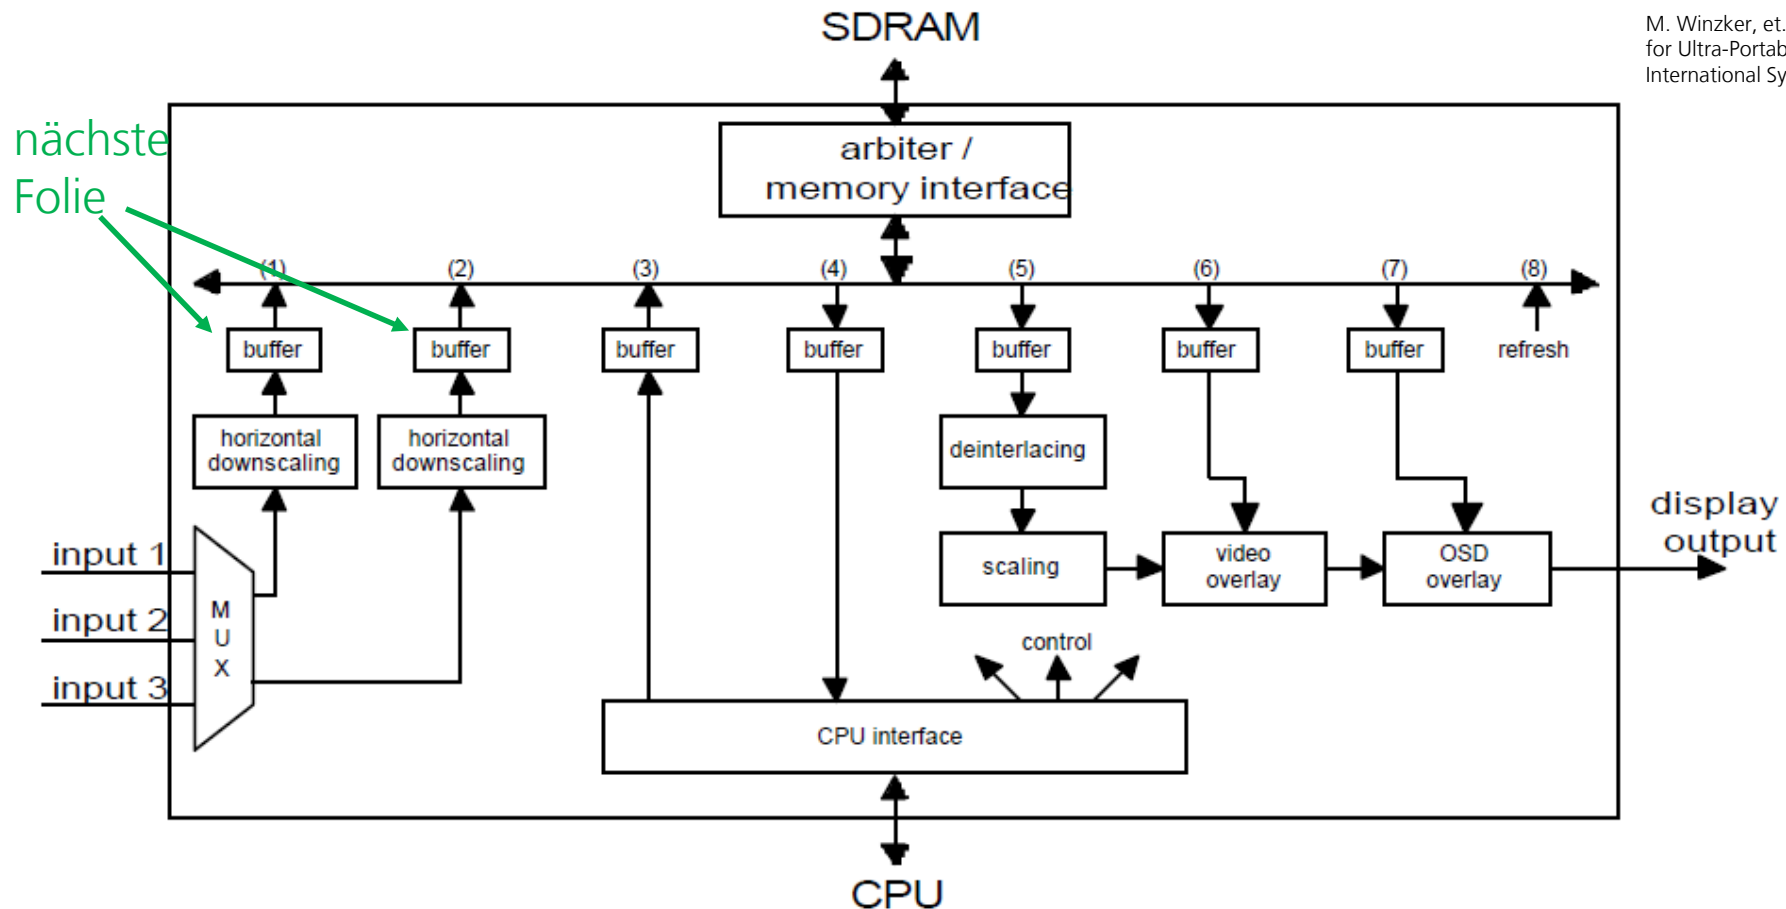 SDRAM
M. Winzker, et.
for Ultra-Portab
International Sy
nächste
Folie
arbiter /
memory interface
(1) (2) (3) (4) (5) (6) (7) (8)
buffer buffer buffer buffer buffer buffer buffer refresh
horizontal
downscaling
horizontal
downscaling
deinterlacing
input 1
input 2
input 3
M
U
X
scaling
video
overlay
OSD
overlay
display
output
control
CPU interface
CPU